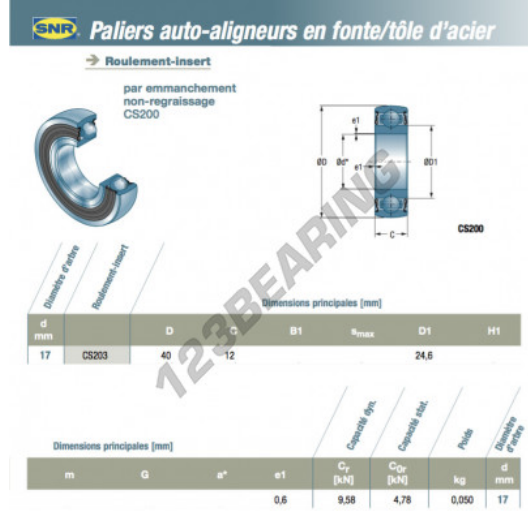 SNR Paliers auto-aligneurs en fonte/tôle d'acier
Roulement-insert
par emmanchement
non-regraissage
CS200
e1
ØD Ød* e1 ØD1
C
CS200
123BEARING
Diamètre d'arbre
Roulement-insert
Dimensions principales [mm]
d mm D C B1 smax D1 H1
17 CS203 40 12 24,6
Capacité dyn.
Capacité stat.
Poids
Diamètre d'arbre
Dimensions principales [mm]
m G a* e1 Cr [kN] C0r [kN] kg d mm
0,6 9,58 4,78 0,050 17